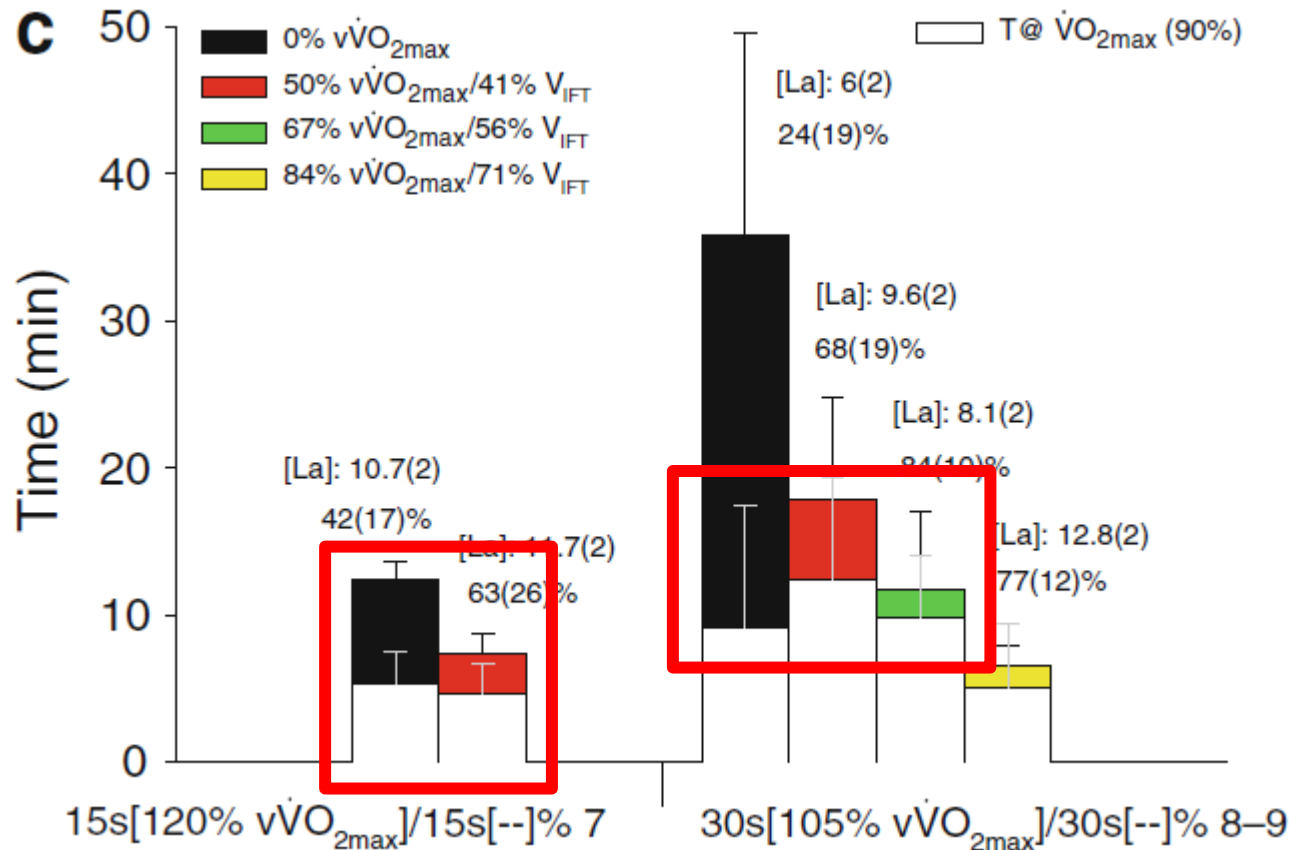 c
50
40
30
20
10
0
Time (min)
0% vV̇O2max
50% vV̇O2max/41% VIFT
67% vV̇O2max/56% VIFT
84% vV̇O2max/71% VIFT
T@ V̇O2max (90%)
[La]: 6(2)
24(19)%
[La]: 9.6(2)
68(19)%
[La]: 8.1(2)
[La]: 10.7(2)
42(17)%
[La]:
63(26)%
[La]: 12.8(2)
77(12)%
15s[120% vV̇O2max]/15s[--]% 7
30s[105% vV̇O2max]/30s[--]% 8–9